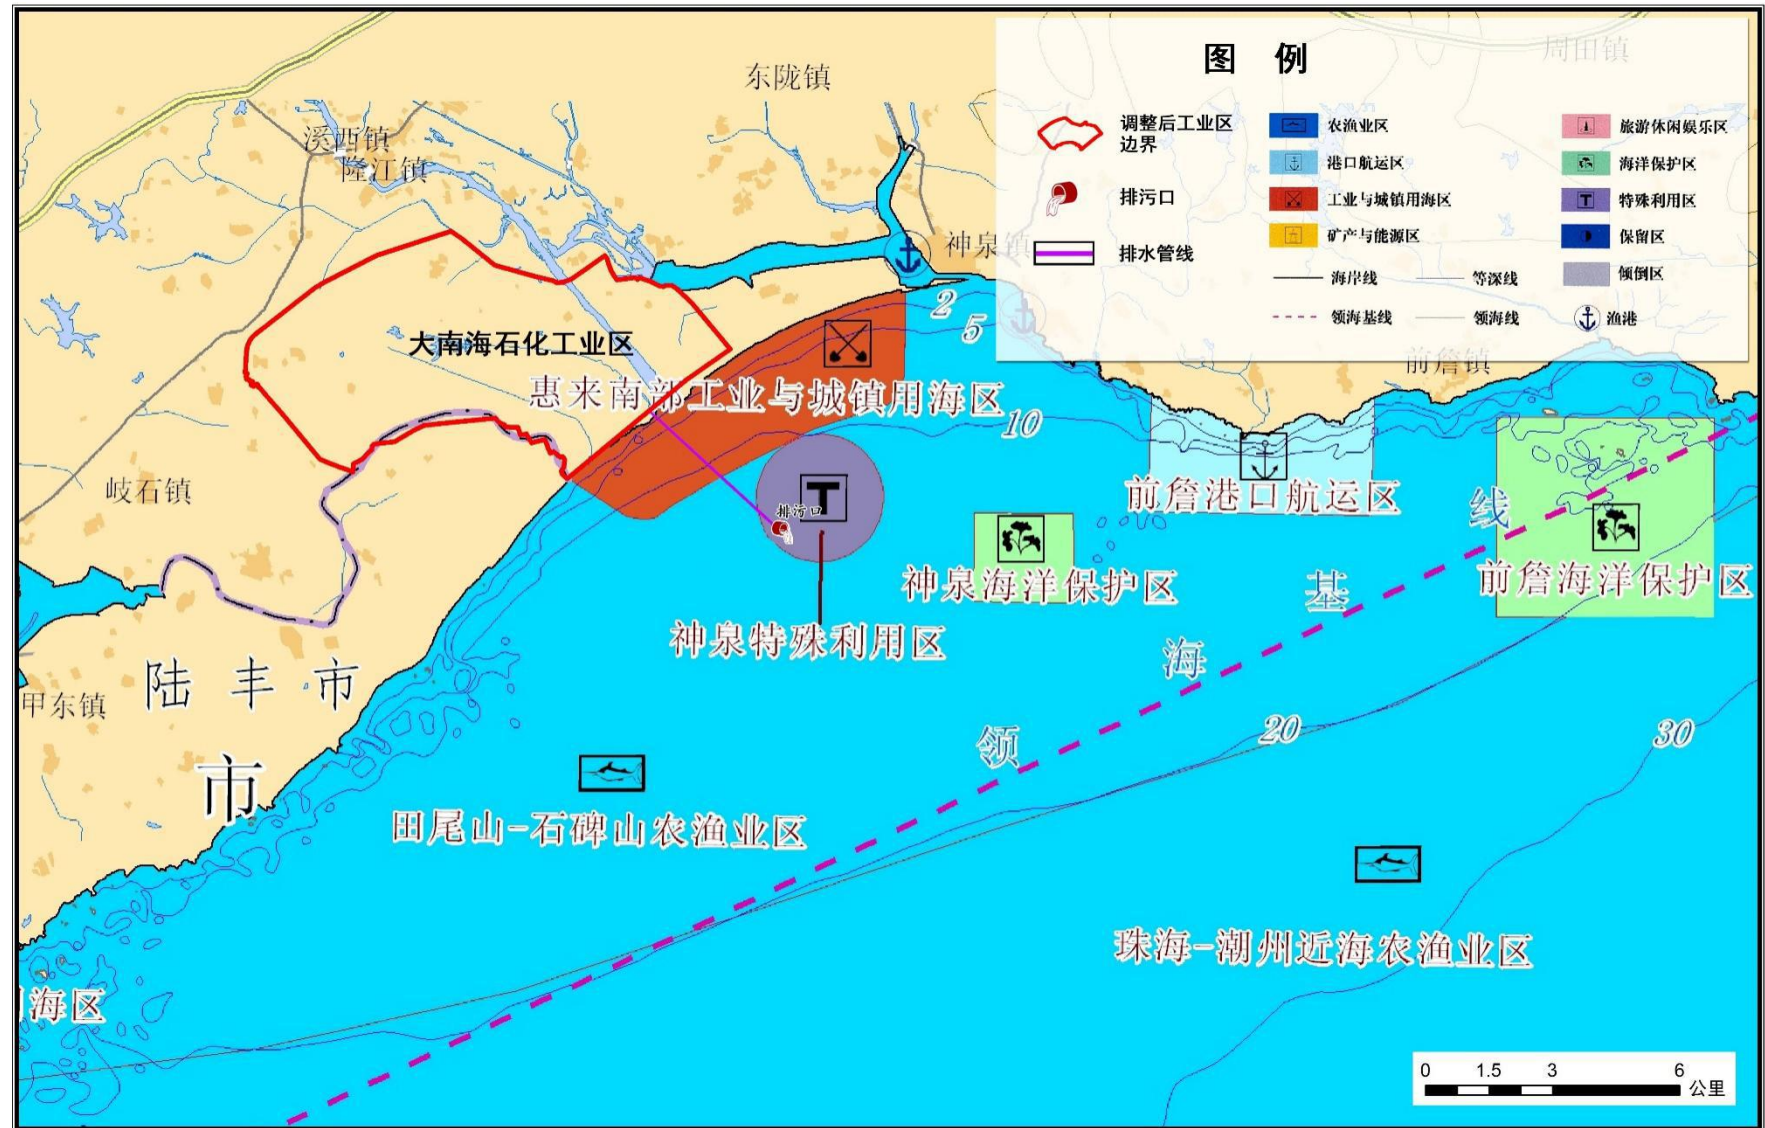 图 例
调整后工业区
边界
排污口
排水管线
农渔业区
港口航运区
工业与城镇用海区
矿产与能源区
海岸线
等深线
领海基线
领海线
旅游休闲娱乐区
海洋保护区
特殊利用区
保留区
倾倒区
渔港
周田镇
东陇镇
溪西镇
隆江镇
神泉镇
前詹镇
大南海石化工业区
惠来南部工业与城镇用海区
2
5
10
岐石镇
排污口
前詹港口航运区
神泉海洋保护区
前詹海洋保护区
神泉特殊利用区
线
基
海
领
陆丰市
甲东镇
市
20
30
田尾山-石碑山农渔业区
珠海-潮州近海农渔业区
海区
0 1.5 3 6
公里